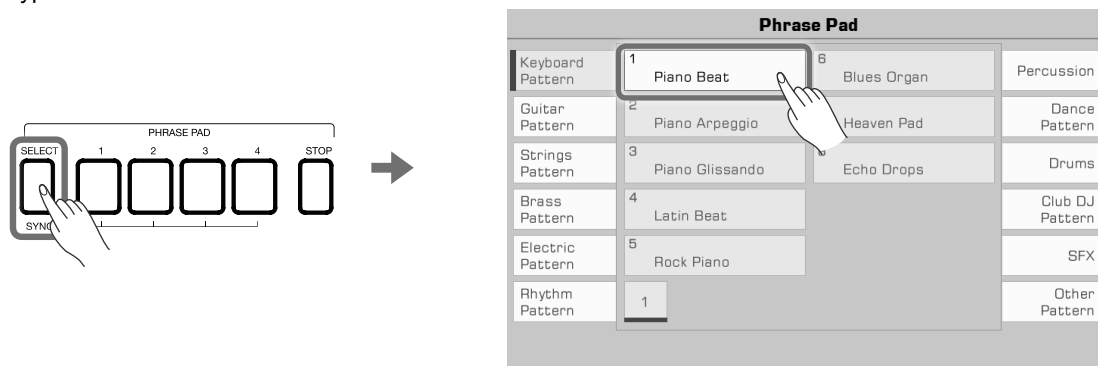 PHRASE PAD
SELECT 1 2 3 4 STOP
Phrase Pad
Keyboard
Pattern
Guitar
Pattern
Strings
Pattern
Brass
Pattern
Electric
Pattern
Rhythm
Pattern
1
Piano Beat
2
Piano Arpeggio
3
Piano Glissando
4
Latin Beat
5
Rock Piano
6
Blues Organ
Heaven Pad
Echo Drops
1
Percussion
Dance
Pattern
Drums
Club DJ
Pattern
SFX
Other
Pattern